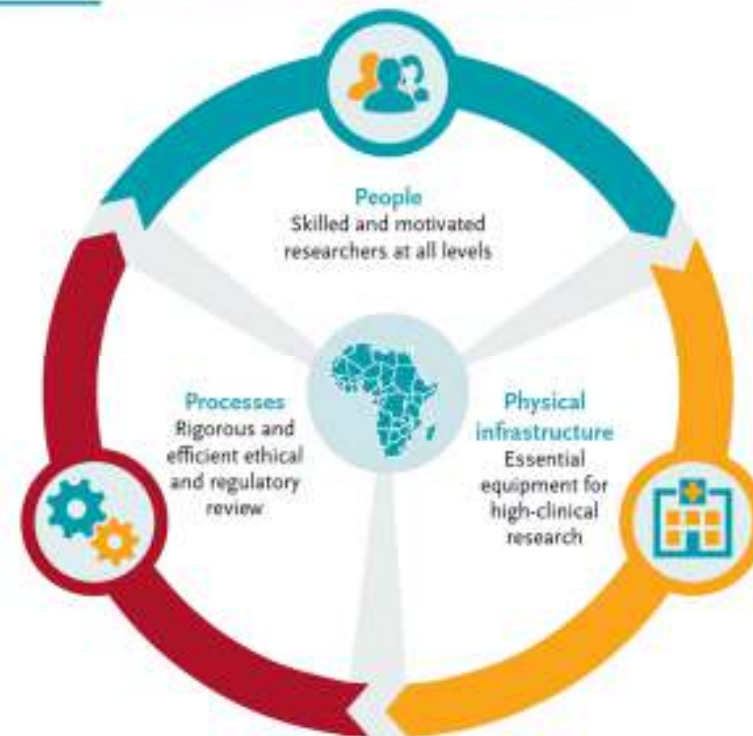 People
Skilled and motivated
researchers at all levels
Processes
Rigorous and
efficient ethical
and regulatory
review
Physical
infrastructure
Essential
equipment for
high-clinical
research